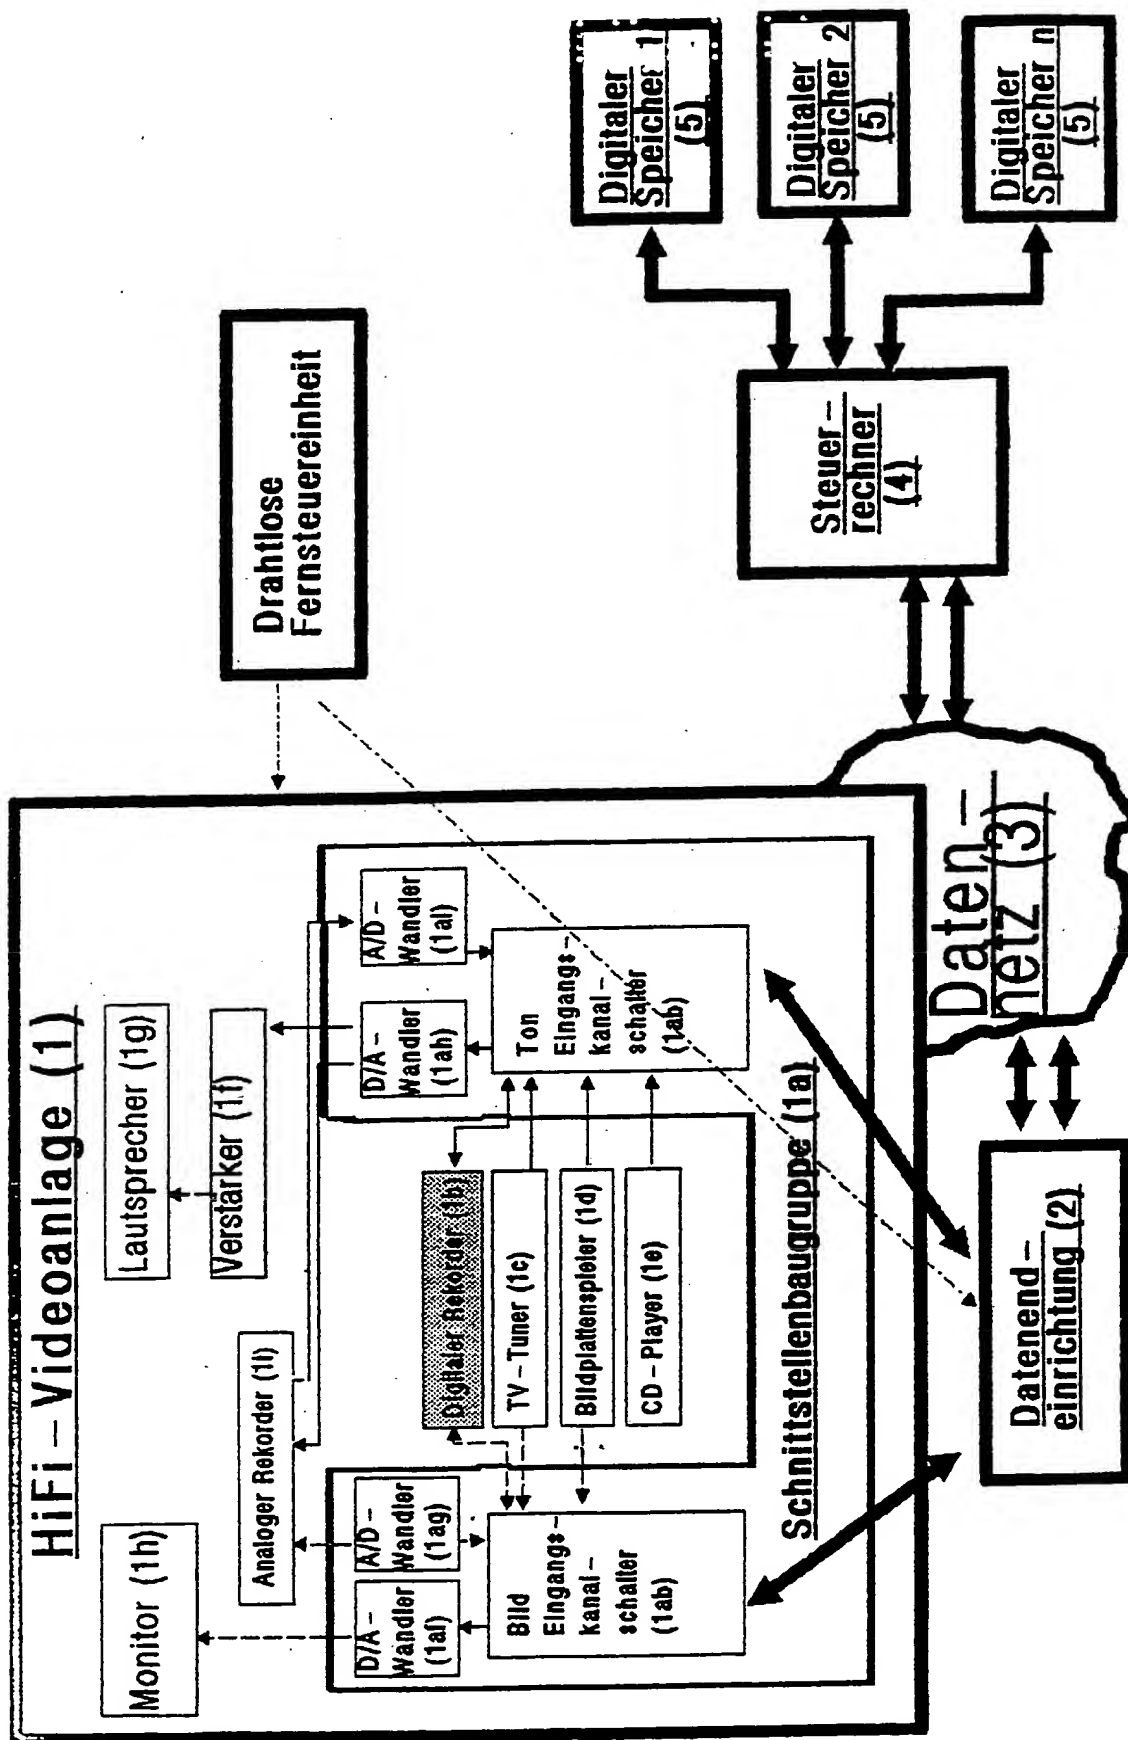 HiFi–Videoanlage (1)
Monitor (1h)
Lautsprecher (1g)
Verstärker (1f)
Analoger Rekorder (1i)
D/A–
Wandler
(1af)
A/D–
Wandler
(1ag)
D/A–
Wandler
(1ah)
A/D–
Wandler
(1ai)
Digitaler Rekorder (1b)
TV–Tuner (1c)
Bildplattenspieler (1d)
CD–Player (1e)
Bild
Eingangs–
kanal–
schalter
(1ab)
Ton
Eingangs–
kanal–
schalter
(1ab)
Schnittstellenbaugruppe (1a)
Drahtlose
Fernsteuereinheit
Datenend–
einrichtung (2)
Daten–
netz (3)
Steuer–
rechner
(4)
Digitaler
Speicher 1
(5)
Digitaler
Speicher 2
(5)
Digitaler
Speicher n
(5)